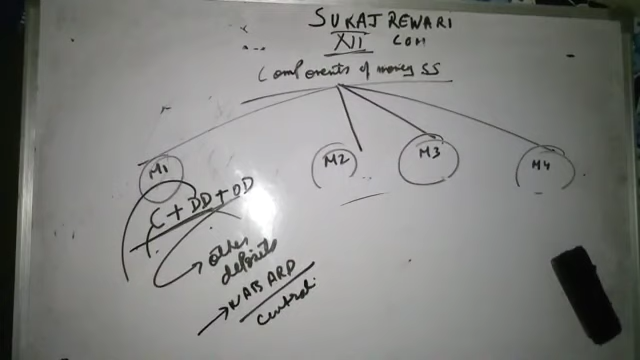 SURAJ REWARI
XII COM
Components of money SS
M1 M2 M3 M4
C + DD + OD
other
deposits
NABARD
central